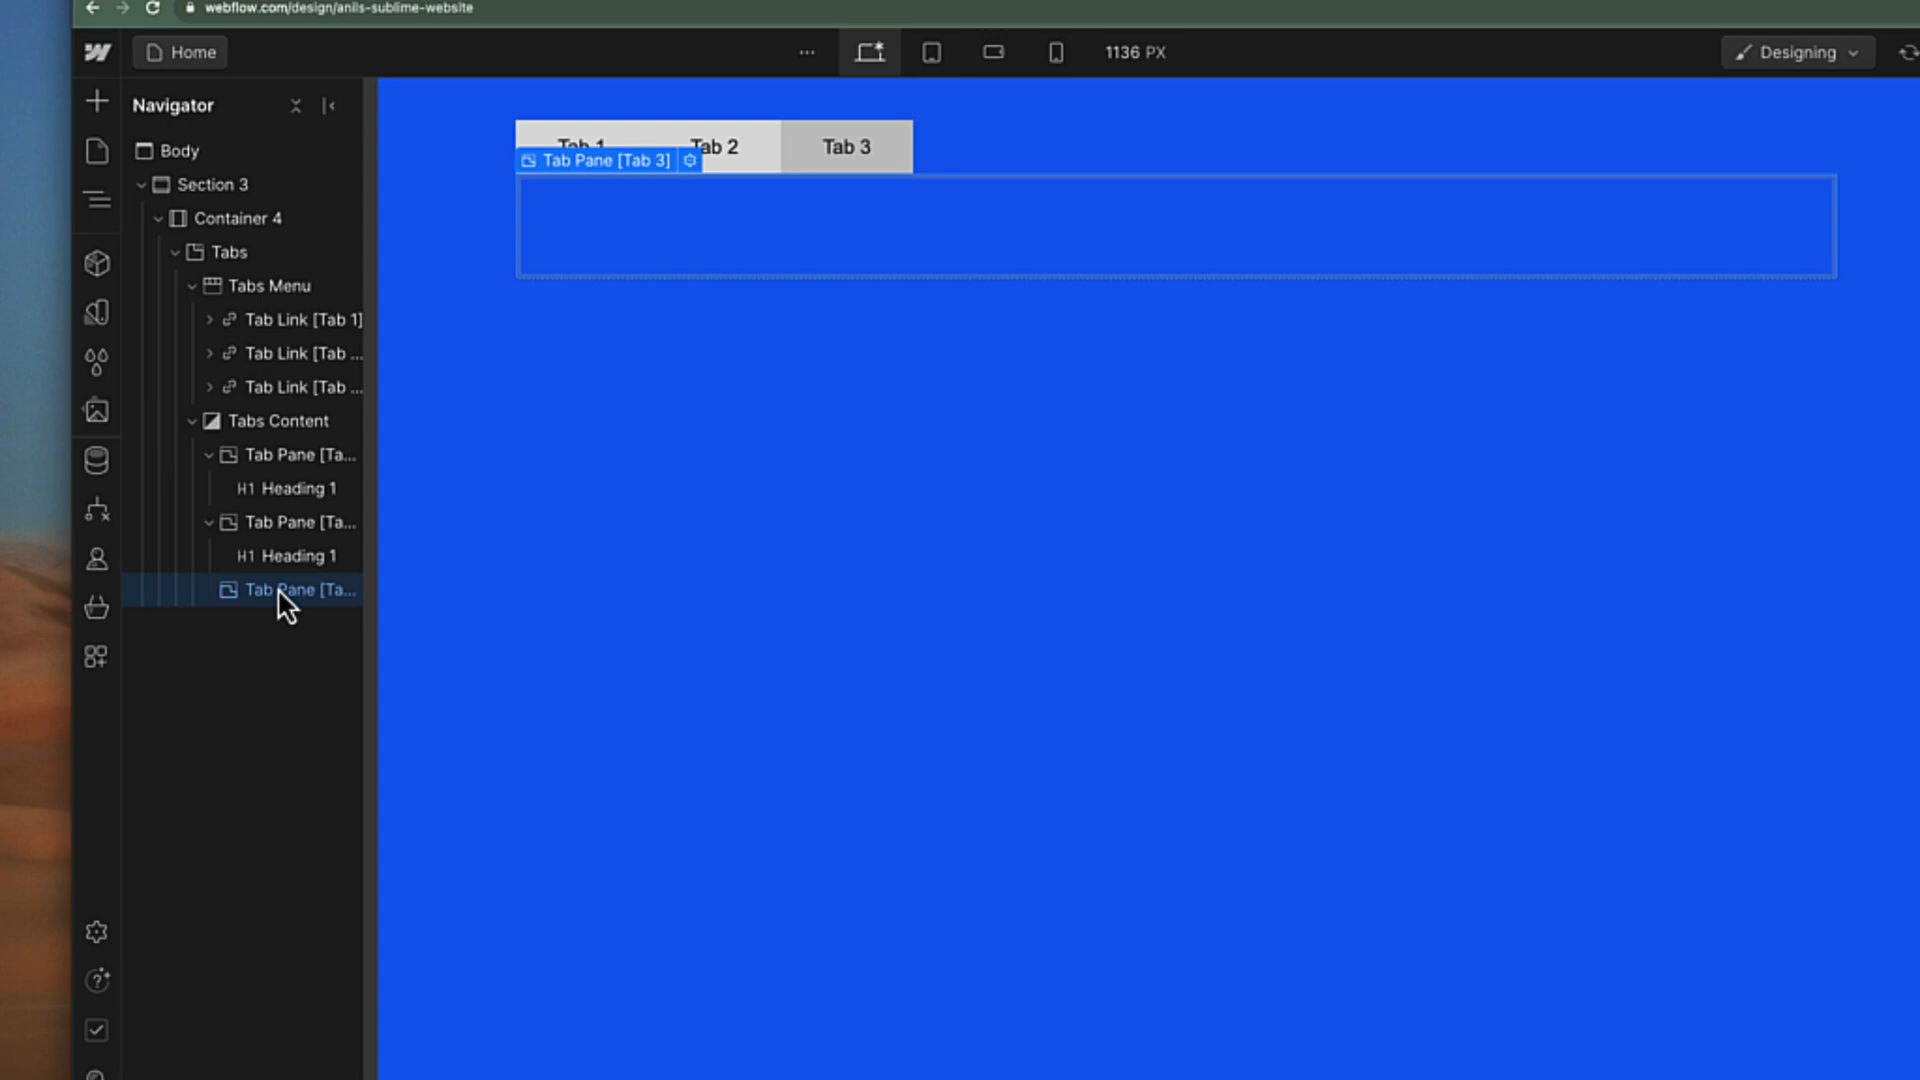 webflow.com/design/anils-sublime-website
Home
1136 PX
Designing
Navigator
Body
Section 3
Container 4
Tabs
Tabs Menu
Tab Link [Tab 1]
Tab Link [Tab ...
Tab Link [Tab ...
Tabs Content
Tab Pane [Ta...
H1 Heading 1
Tab Pane [Ta...
H1 Heading 1
Tab Pane [Ta...
Tab 1
Tab 2
Tab 3
Tab Pane [Tab 3]